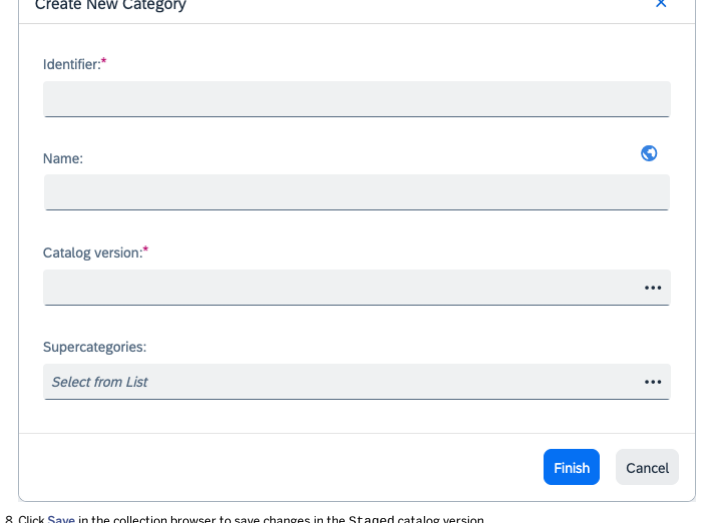 Create New Category
Identifier:*
Name:
Catalog version:*
Supercategories:
Select from List
Finish Cancel
8. Click Save in the collection browser to save changes in the Staged catalog version.